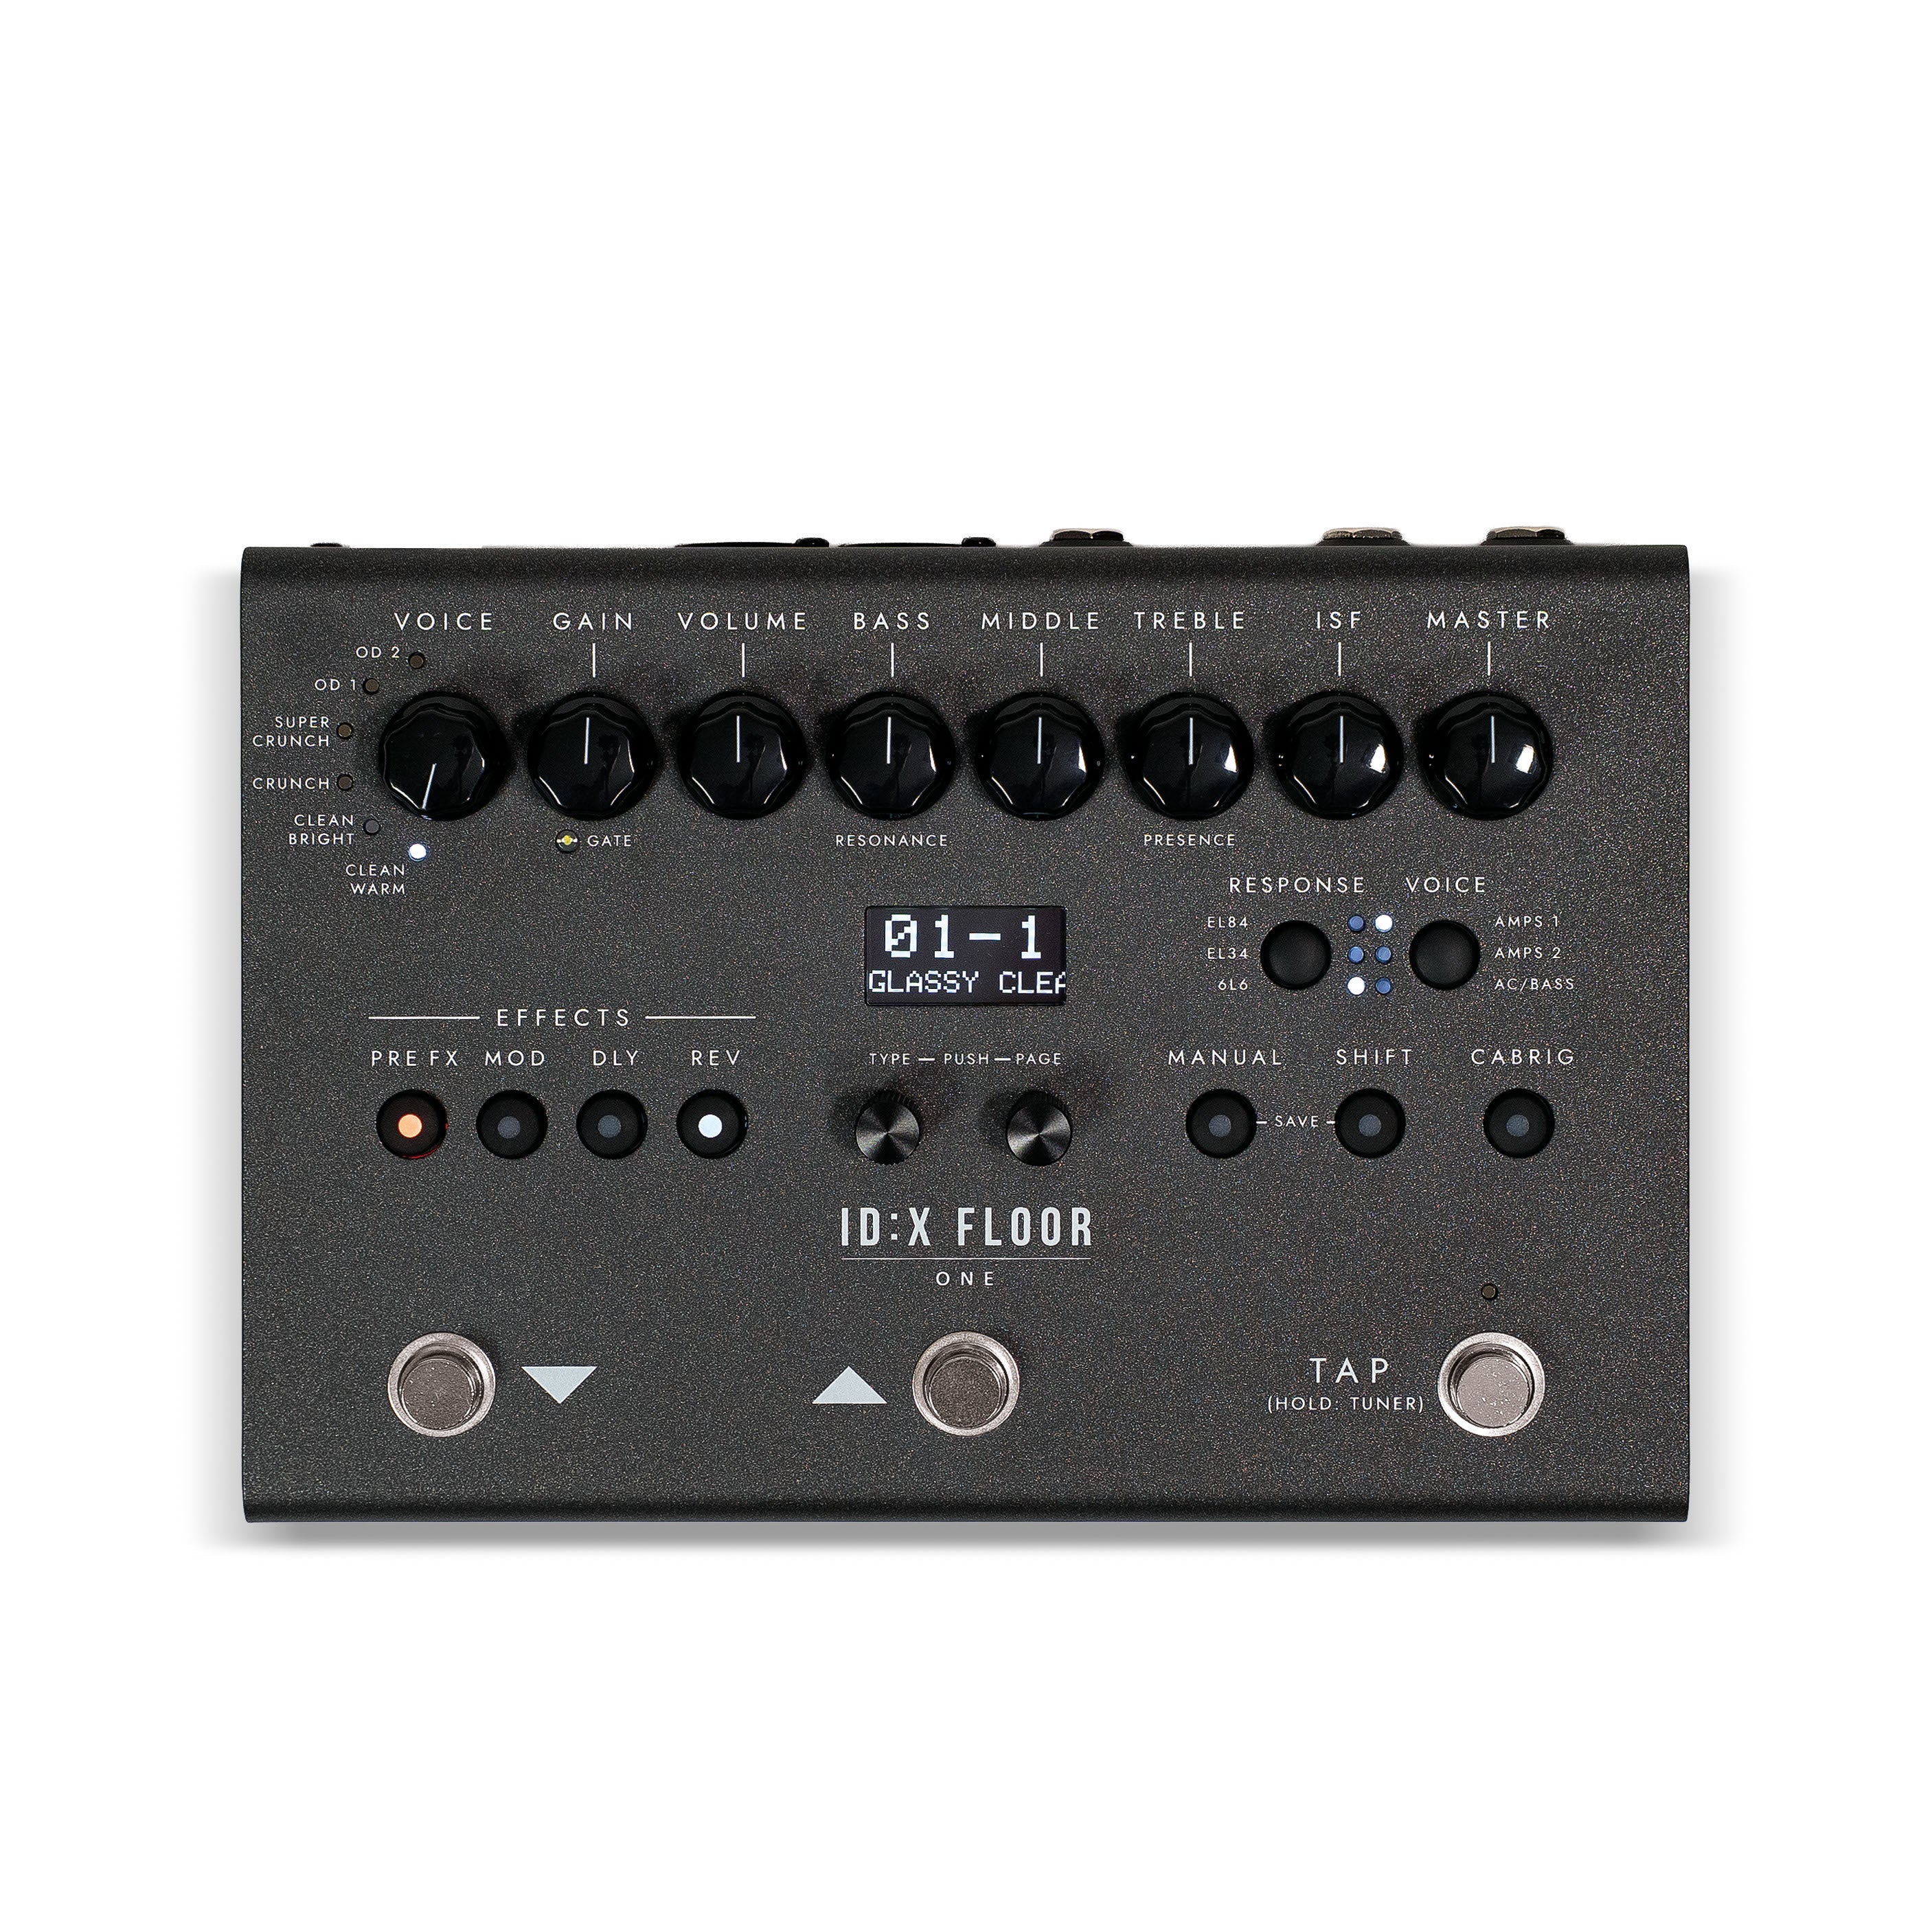 VOICE GAIN VOLUME BASS MIDDLE TREBLE ISF MASTER
OD 2
OD 1
SUPER
CRUNCH
CRUNCH
CLEAN
BRIGHT
CLEAN
WARM
GATE
RESONANCE
PRESENCE
RESPONSE VOICE
EL84
EL34
6L6
AMPS 1
AMPS 2
AC/BASS
01-1
GLASSY CLEA
EFFECTS
PRE FX MOD DLY REV
TYPE — PUSH — PAGE
MANUAL SHIFT CABRIG
SAVE
ID:X FLOOR
ONE
TAP
(HOLD: TUNER)